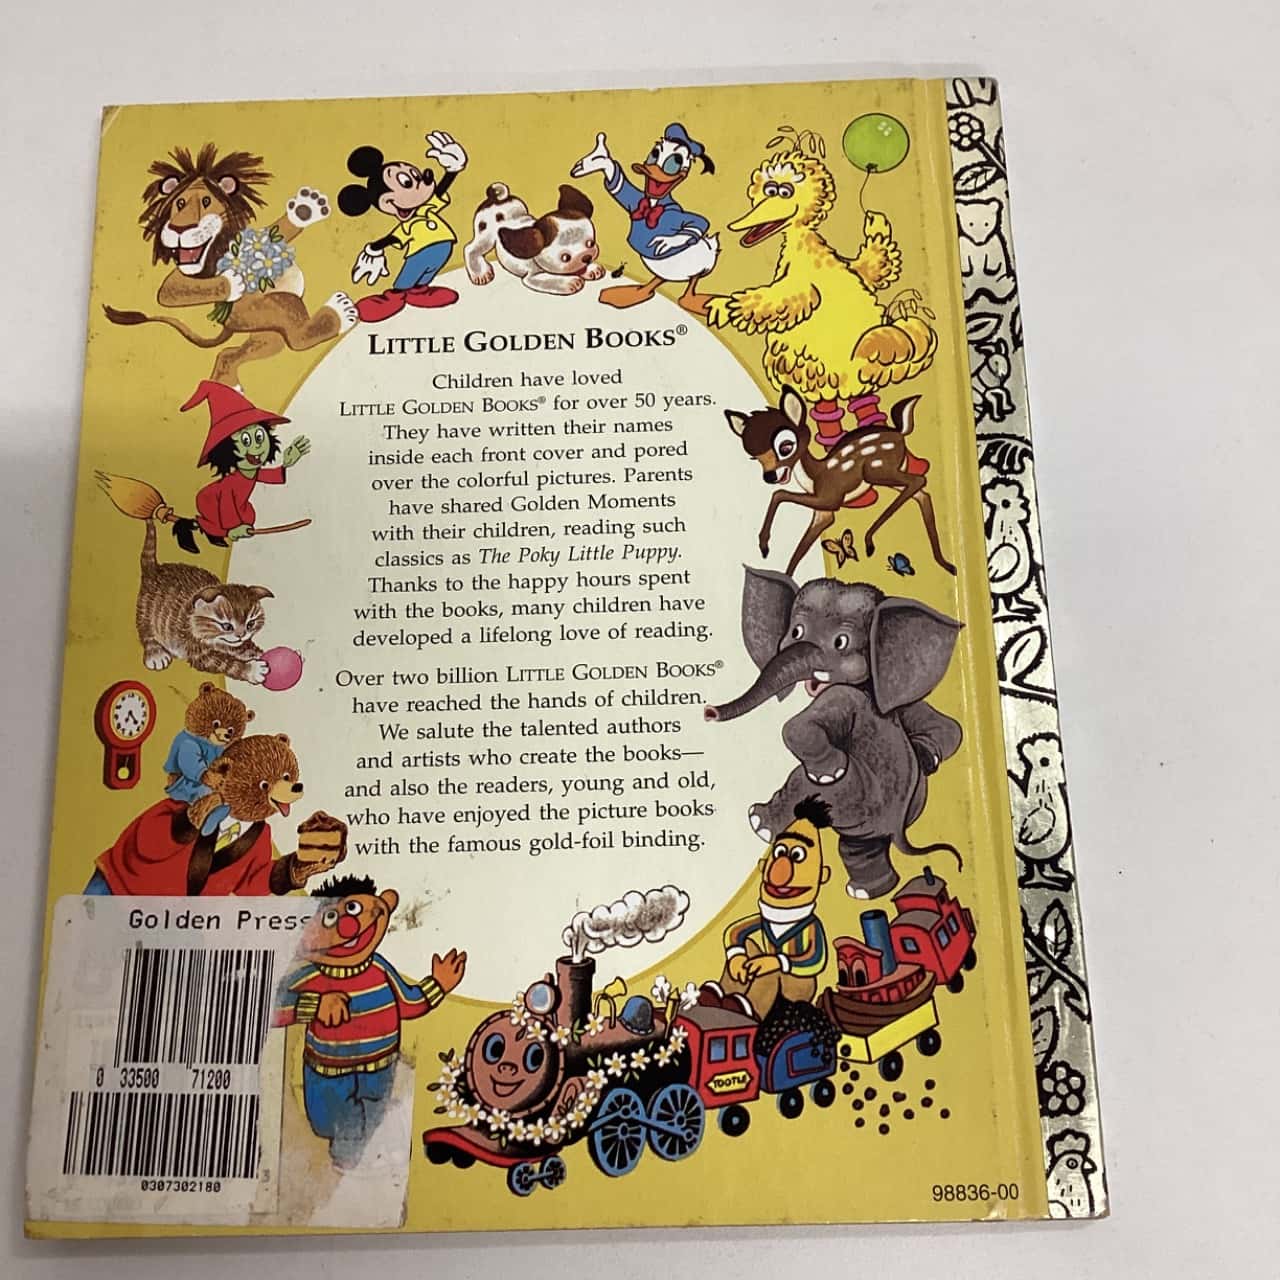 LITTLE GOLDEN BOOKS®
Children have loved
LITTLE GOLDEN BOOKS® for over 50 years.
They have written their names
inside each front cover and pored
over the colorful pictures. Parents
have shared Golden Moments
with their children, reading such
classics as The Poky Little Puppy.
Thanks to the happy hours spent
with the books, many children have
developed a lifelong love of reading.
Over two billion LITTLE GOLDEN BOOKS®
have reached the hands of children.
We salute the talented authors
and artists who create the books—
and also the readers, young and old,
who have enjoyed the picture books
with the famous gold-foil binding.
Golden Press
0 33500 71200
0307302180
TOOTLE
98836-00